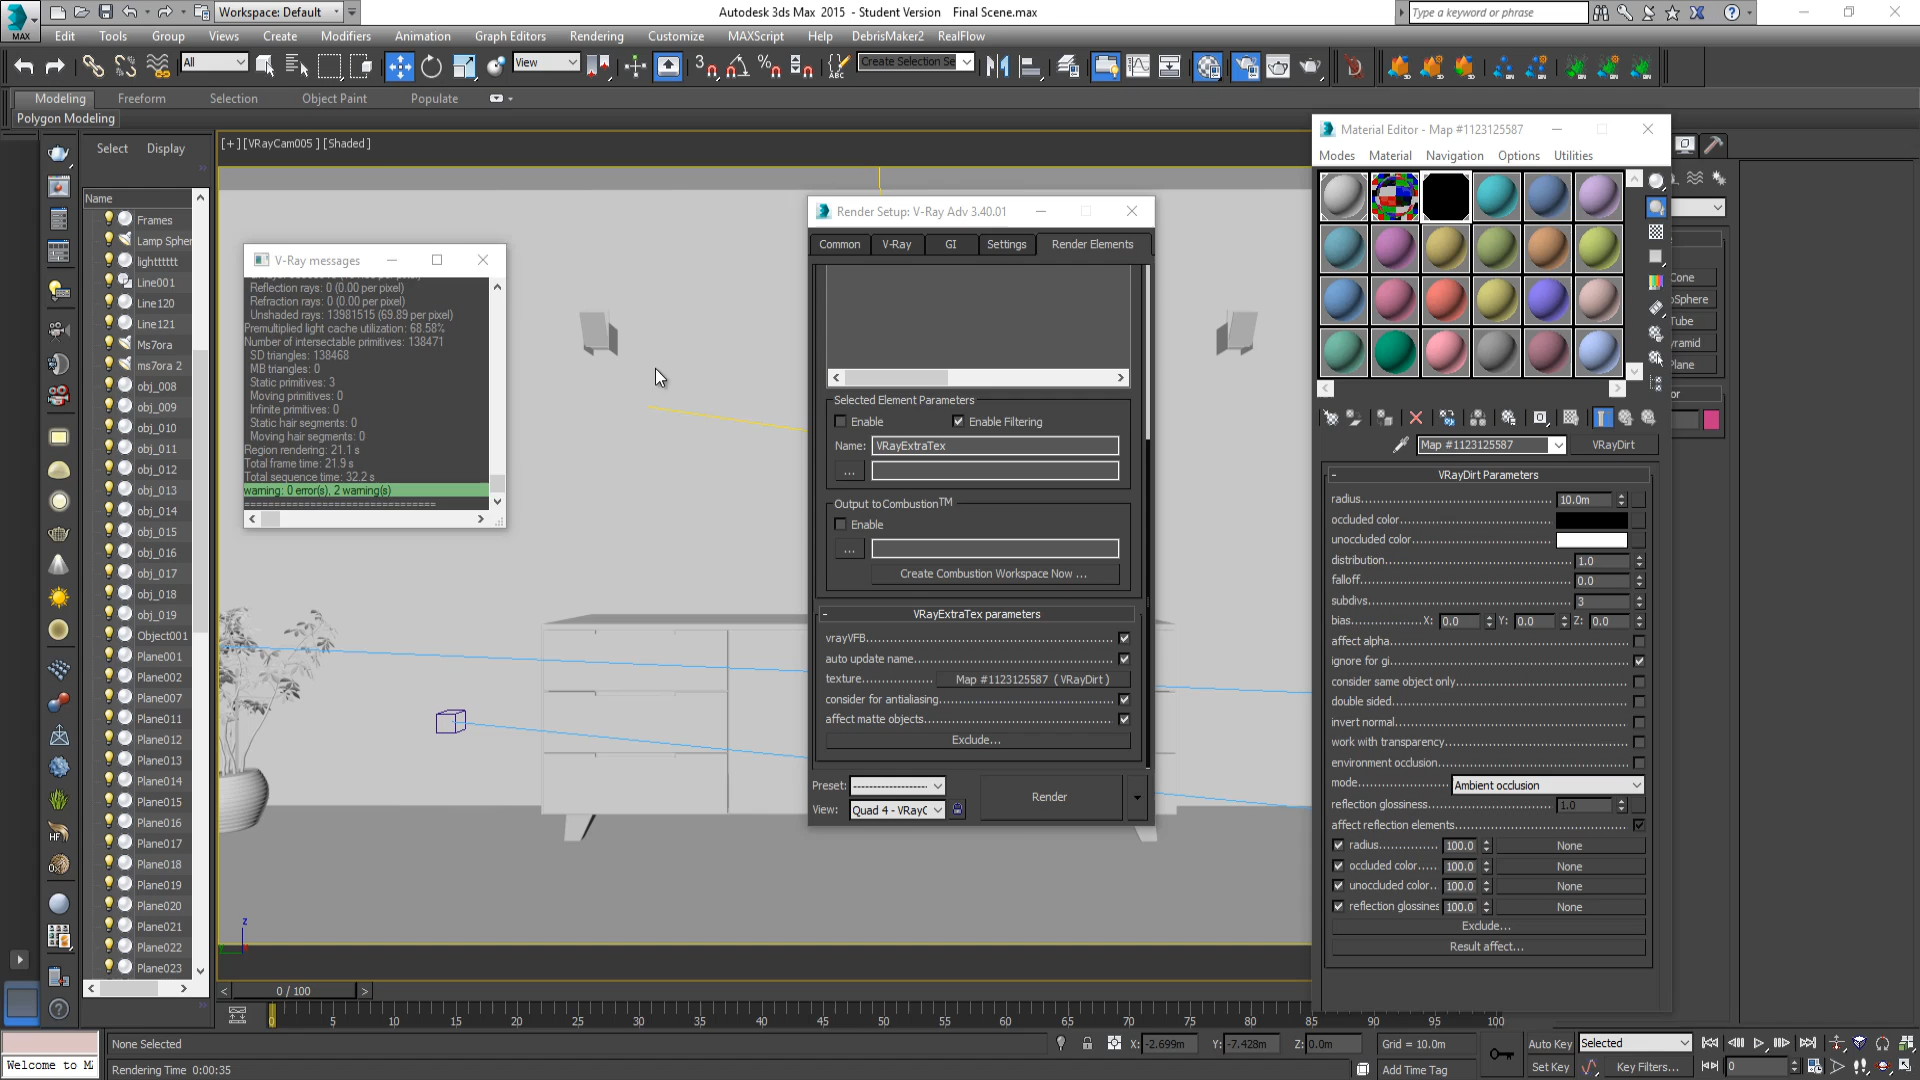 Workspace: Default
Autodesk 3ds Max 2015 - Student Version Final Scene.max
Type a keyword or phrase
MAX
Edit Tools Group Views Create Modifiers Animation Graph Editors Rendering Customize MAXScript Help DebrisMaker2 RealFlow
All
View
Create Selection Se
Modeling Freeform Selection Object Paint Populate
Polygon Modeling
Select Display
[+] [VRayCam005 ] [Shaded ]
Name
Frames
Lamp Spher
lightttttt
Line001
Line120
Line121
Ms7ora
ms7ora 2
obj_008
obj_009
obj_010
obj_011
obj_012
obj_013
obj_014
obj_015
obj_016
obj_017
obj_018
obj_019
Object001
Plane001
Plane002
Plane007
Plane011
Plane012
Plane013
Plane014
Plane015
Plane016
Plane017
Plane018
Plane019
Plane020
Plane021
Plane022
Plane023
V-Ray messages
Reflection rays: 0 (0.00 per pixel)
Refraction rays: 0 (0.00 per pixel)
Unshaded rays: 13981515 (69.89 per pixel)
Premultiplied light cache utilization: 68.58%
Number of intersectable primitives: 138471
SD triangles: 138468
MB triangles: 0
Static primitives: 3
Moving primitives: 0
Infinite primitives: 0
Static hair segments: 0
Moving hair segments: 0
Region rendering: 21.1 s
Total frame time: 21.9 s
Total sequence time: 32.2 s
warning: 0 error(s), 2 warning(s)
==============================
Render Setup: V-Ray Adv 3.40.01
Common V-Ray GI Settings Render Elements
Selected Element Parameters
Enable Enable Filtering
Name: VRayExtraTex
...
Output to Combustion™
Enable
...
Create Combustion Workspace Now ...
- VRayExtraTex parameters
vrayVFB
auto update name
texture Map #1123125587 ( VRayDirt )
consider for antialiasing
affect matte objects
Exclude...
Preset: --------------------
View: Quad 4 - VRayC
Render
Material Editor - Map #1123125587
Modes Material Navigation Options Utilities
Map #1123125587 VRayDirt
- VRayDirt Parameters
radius 10.0m
occluded color
unoccluded color
distribution 1.0
falloff 0.0
subdivs 3
bias X: 0.0 Y: 0.0 Z: 0.0
affect alpha
ignore for gi
consider same object only
double sided
invert normal
work with transparency
environment occlusion
mode Ambient occlusion
reflection glossiness 1.0
affect reflection elements
radius 100.0 None
occluded color 100.0 None
unoccluded color 100.0 None
reflection glossines 100.0 None
Exclude...
Result affect...
Cone
oSphere
Tube
yramid
Plane
or
z
0 / 100
0 5 10 15 20 25 30 35 40 45 50 55 60 65 70 75 80 85 90 95 100
None Selected
X: -2.699m Y: -7.428m Z: 0.0m
Grid = 10.0m
Auto Key Selected
Welcome to M
Rendering Time 0:00:35
Add Time Tag
Set Key Key Filters...
0